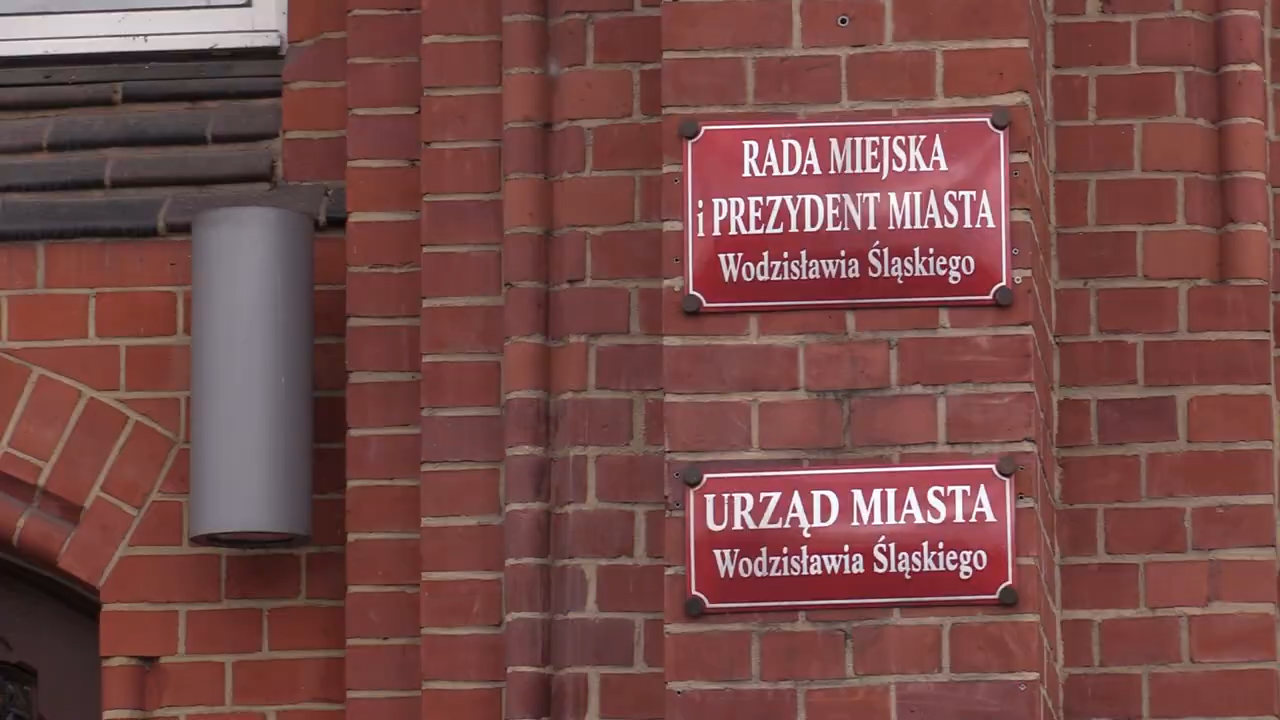 RADA MIEJSKA
i PREZYDENT MIASTA
Wodzisławia Śląskiego
URZĄD MIASTA
Wodzisławia Śląskiego